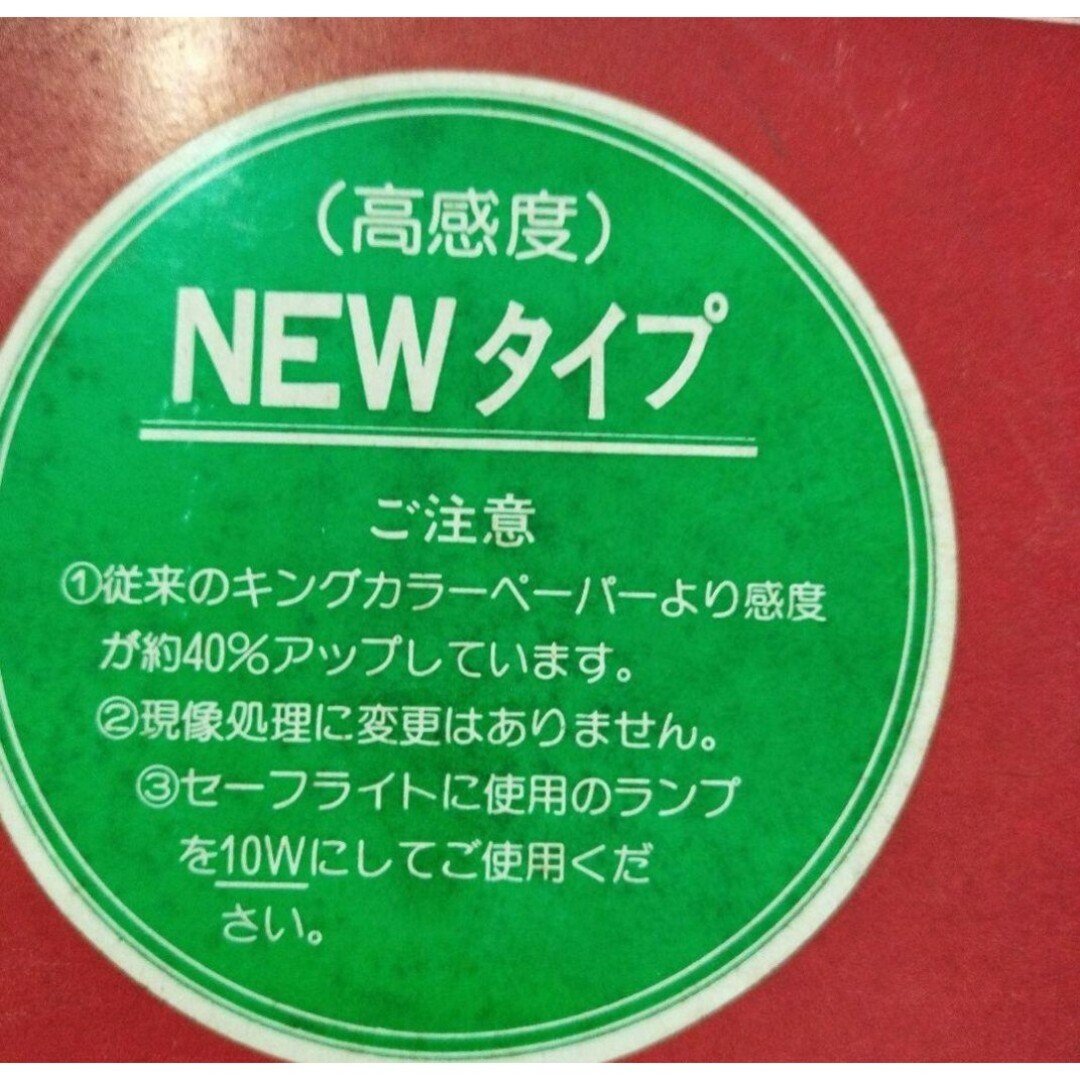 (高感度)
NEWタイプ
ご注意
①従来のキングカラーペーパーより感度
が約40%アップしています。
②現像処理に変更はありません。
③セーフライトに使用のランプ
を10Wにしてご使用くだ
さい。